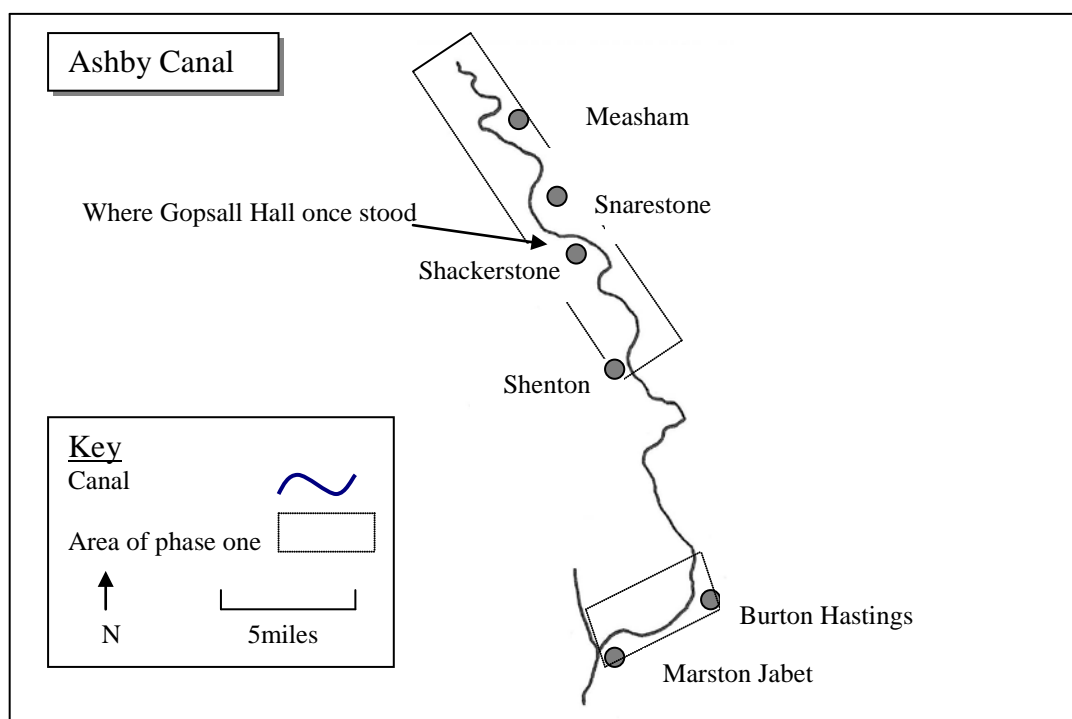 Ashby Canal
Measham
Snarestone
Where Gopsall Hall once stood
Shackerstone
Shenton
Key
Canal
Area of phase one
N
5miles
Burton Hastings
Marston Jabet